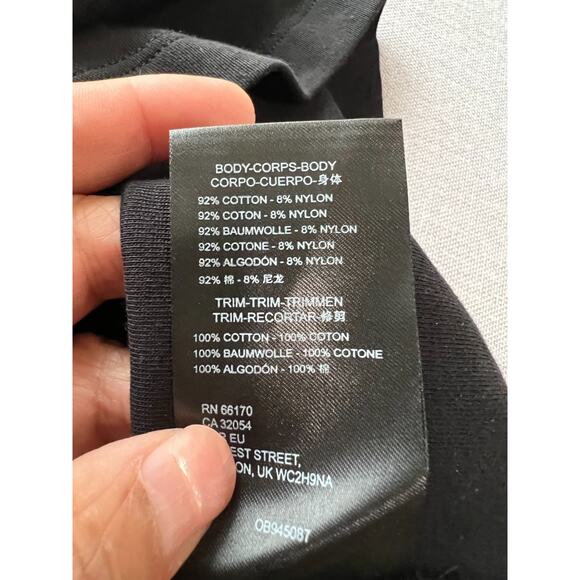 BODY-CORPS-BODY
CORPO-CUERPO-身体
92% COTTON - 8% NYLON
92% COTON - 8% NYLON
92% BAUMWOLLE - 8% NYLON
92% COTONE - 8% NYLON
92% ALGODÓN - 8% NYLON
92% 棉 - 8% 尼龙
TRIM-TRIM-TRIMMEN
TRIM-RECORTAR-修剪
100% COTTON - 100% COTON
100% BAUMWOLLE - 100% COTONE
100% ALGODÓN - 100% 棉
RN 66170
CA 32054
EU
STREET,
UK WC2H9NA
OB945087